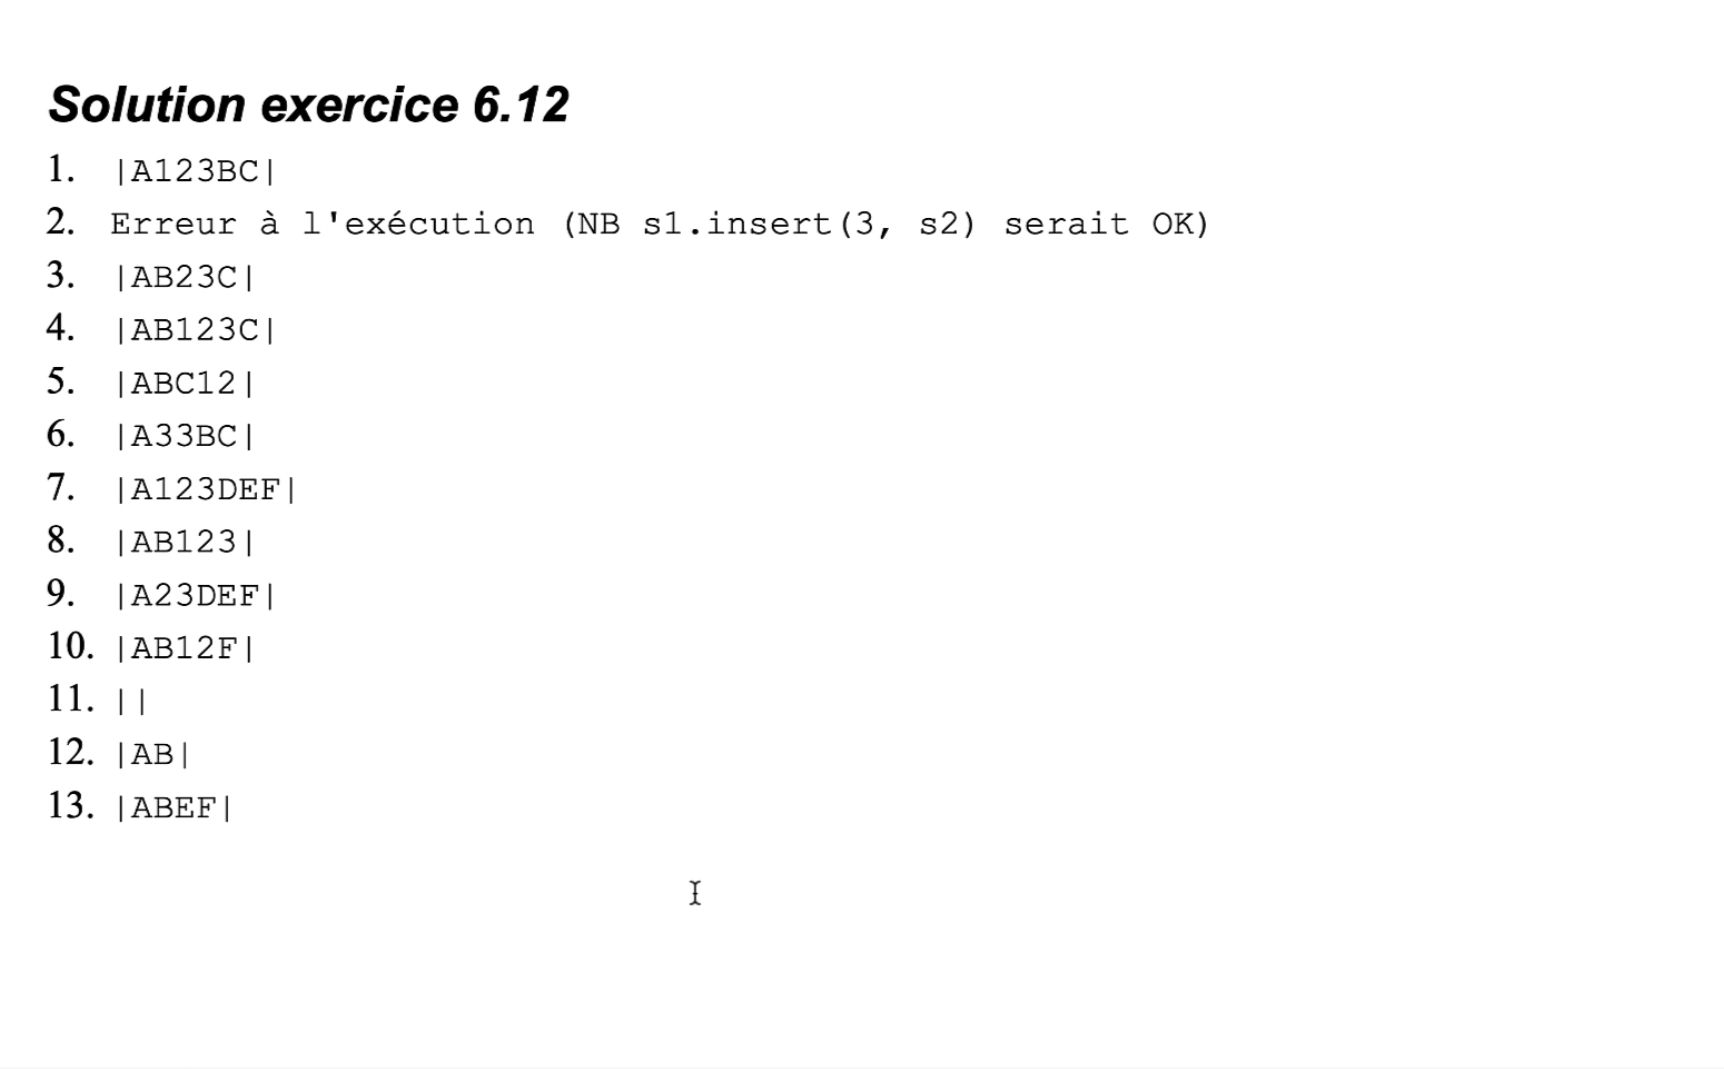 Solution exercice 6.12
1. |A123BC|
2. Erreur à l'exécution (NB s1.insert(3, s2) serait OK)
3. |AB23C|
4. |AB123C|
5. |ABC12|
6. |A33BC|
7. |A123DEF|
8. |AB123|
9. |A23DEF|
10. |AB12F|
11. ||
12. |AB|
13. |ABEF|